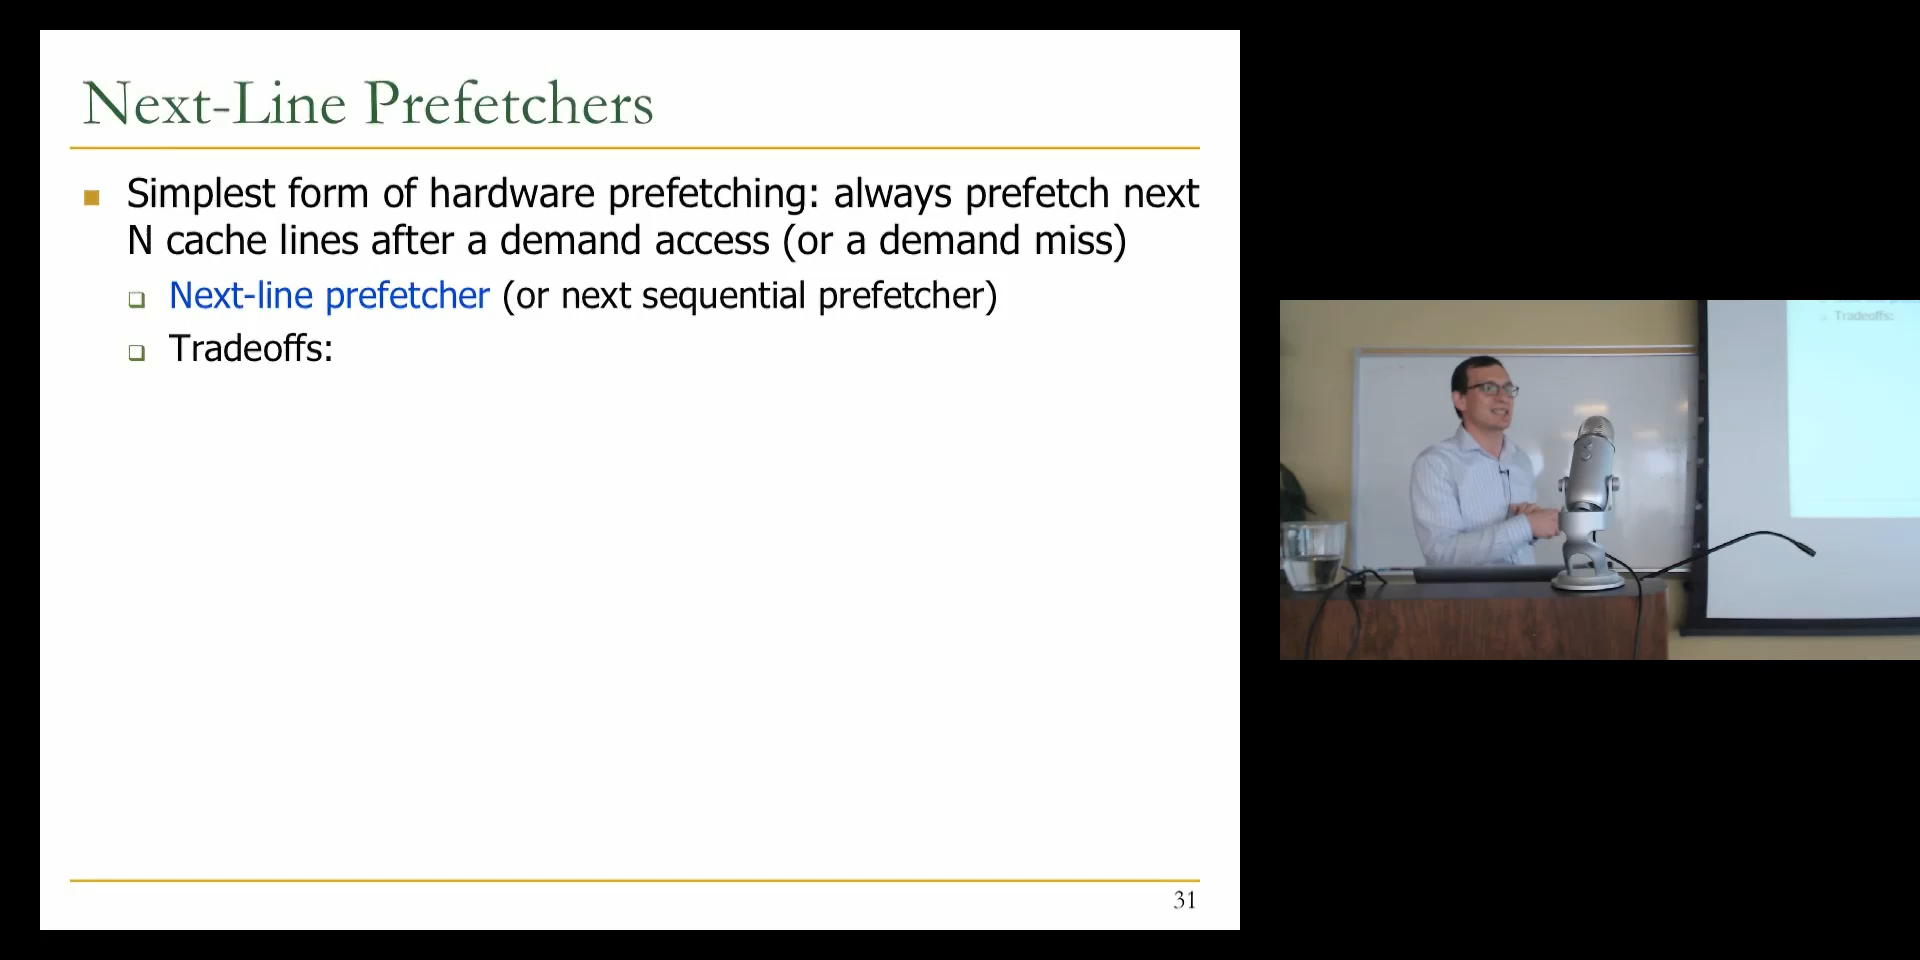 Next-Line Prefetchers
Simplest form of hardware prefetching: always prefetch next
N cache lines after a demand access (or a demand miss)
Next-line prefetcher (or next sequential prefetcher)
Tradeoffs:
31
Tradeoffs: